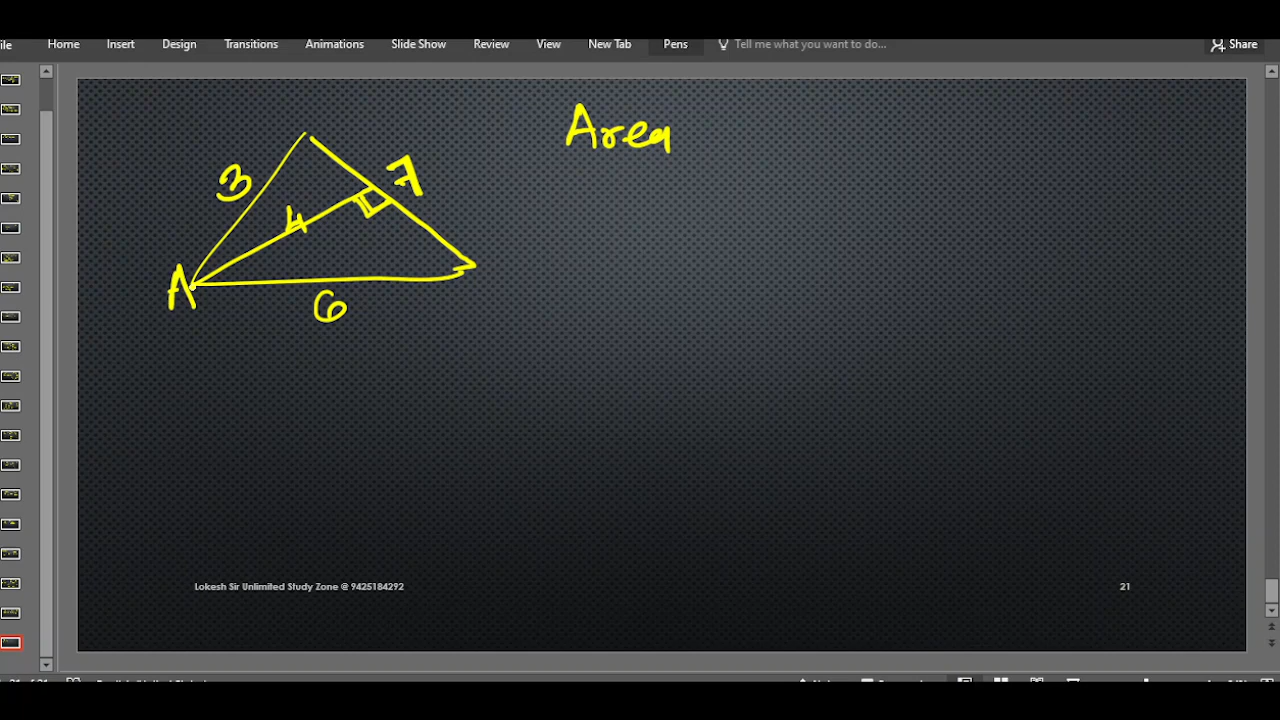 ile Home Insert Design Transitions Animations Slide Show Review View New Tab Pens Tell me what you want to do... Share
Area
3
7
4
A
6
Lokesh Sir Unlimited Study Zone @ 9425184292
21